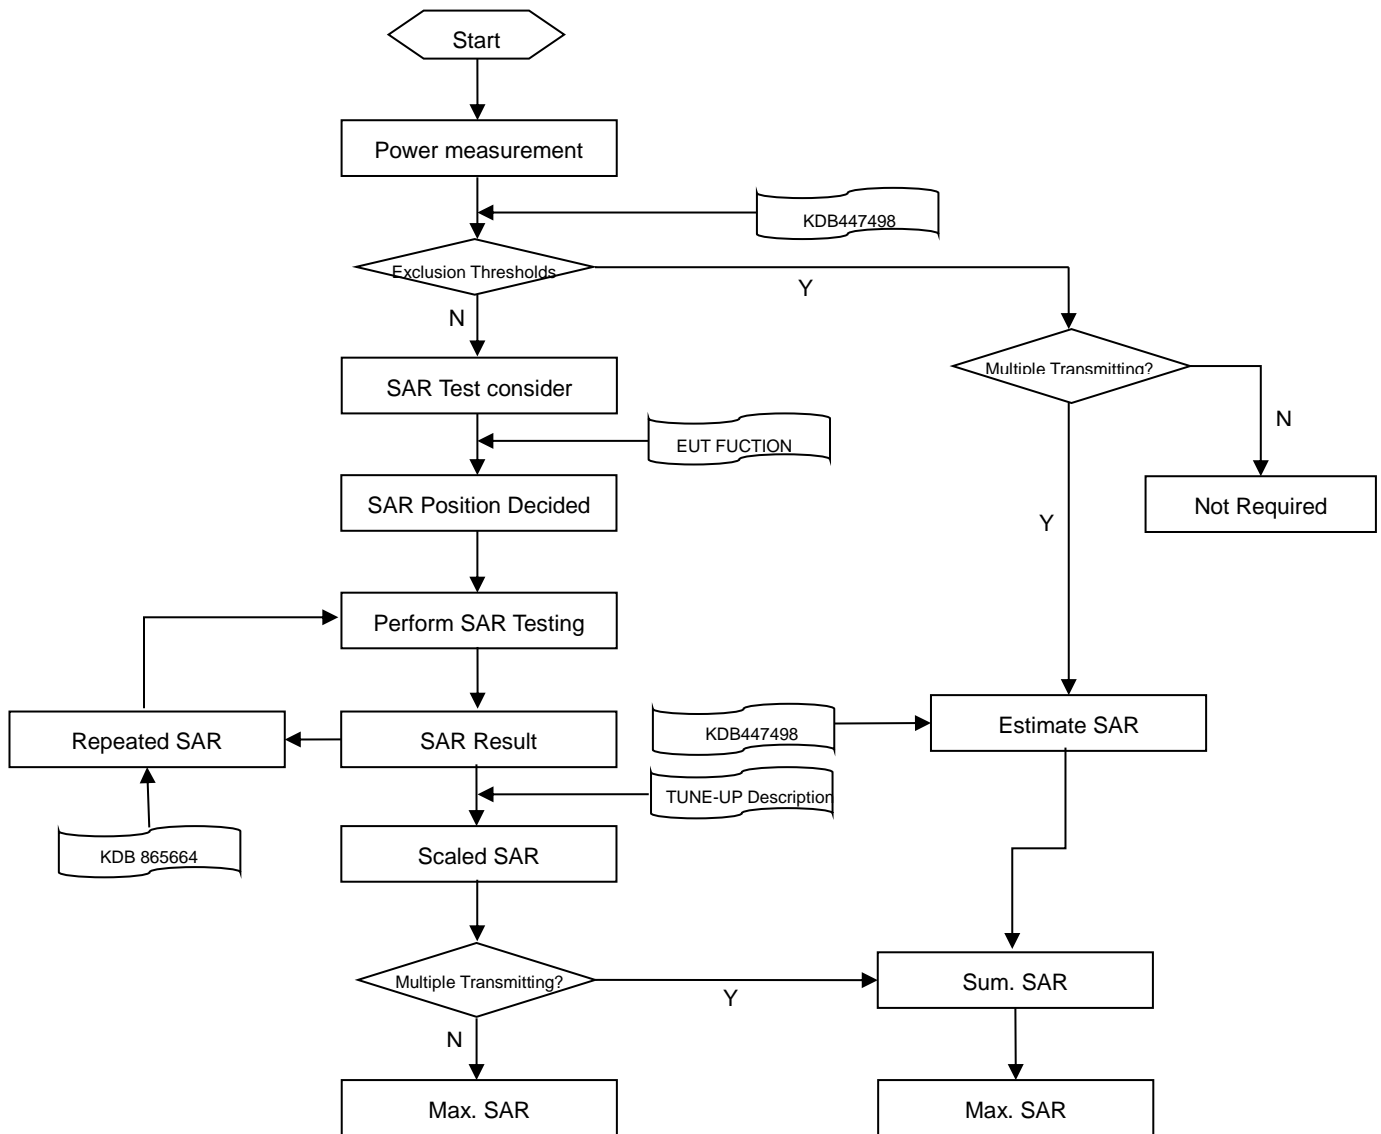 Start
Power measurement
KDB447498
Exclusion Thresholds
Y
N
Multiple Transmitting?
SAR Test consider
N
EUT FUCTION
SAR Position Decided
Not Required
Y
Perform SAR Testing
Repeated SAR
SAR Result
KDB447498
Estimate SAR
TUNE-UP Description
KDB 865664
Scaled SAR
Multiple Transmitting?
Y
Sum. SAR
N
Max. SAR
Max. SAR